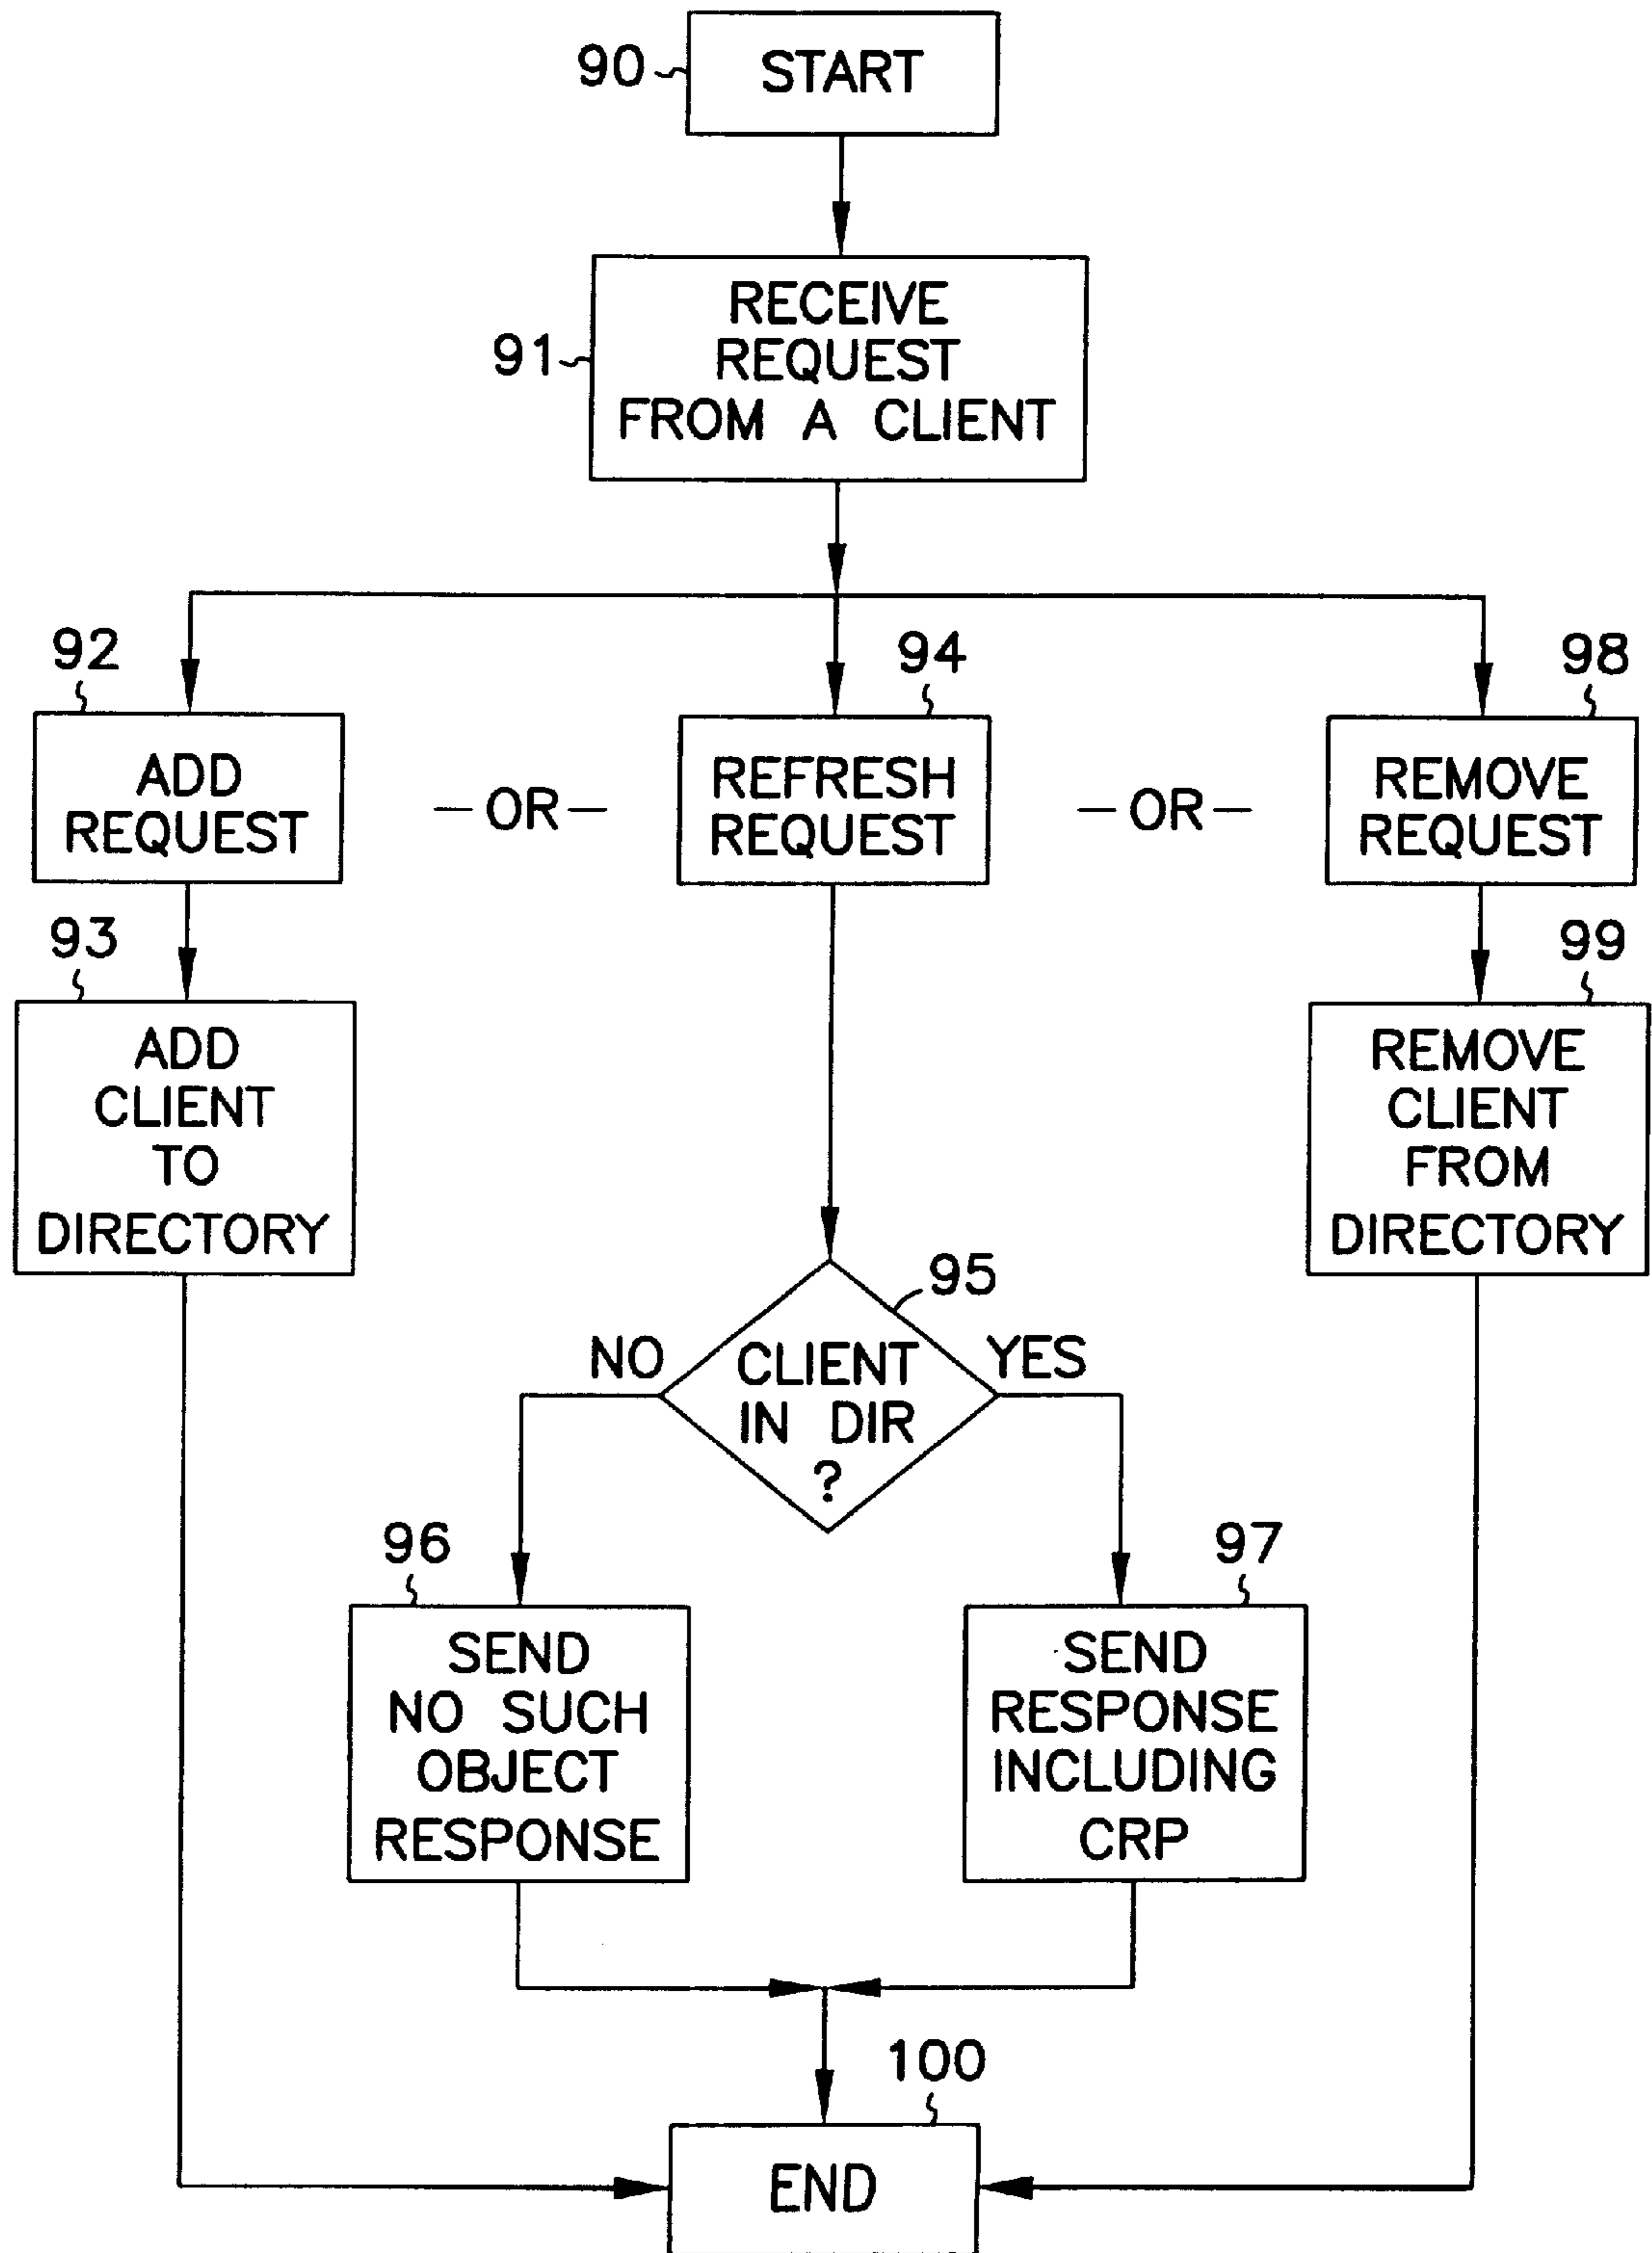 90
START
91
RECEIVE
REQUEST
FROM A CLIENT
92
ADD
REQUEST
—OR—
94
REFRESH
REQUEST
—OR—
98
REMOVE
REQUEST
93
ADD
CLIENT
TO
DIRECTORY
99
REMOVE
CLIENT
FROM
DIRECTORY
95
NO
CLIENT
IN DIR
?
YES
96
SEND
NO SUCH
OBJECT
RESPONSE
97
SEND
RESPONSE
INCLUDING
CRP
100
END